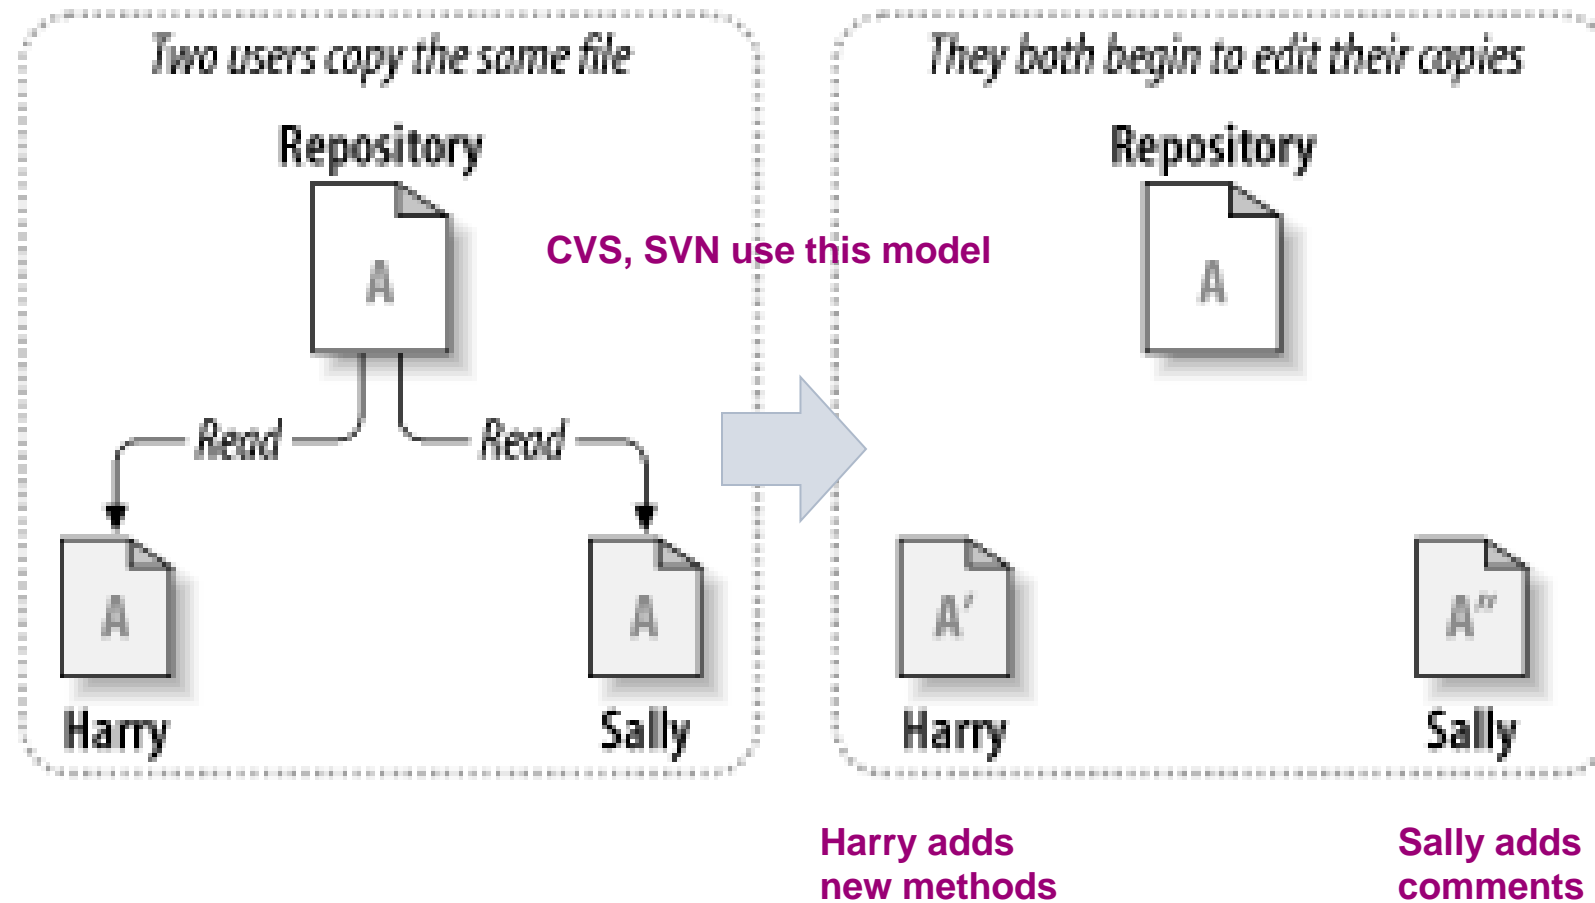 Two users copy the same file
Repository
A
Read
Read
A
A
Harry
Sally
CVS, SVN use this model
They both begin to edit their copies
Repository
A
A'
A"
Harry
Sally
Harry adds
new methods
Sally adds
comments